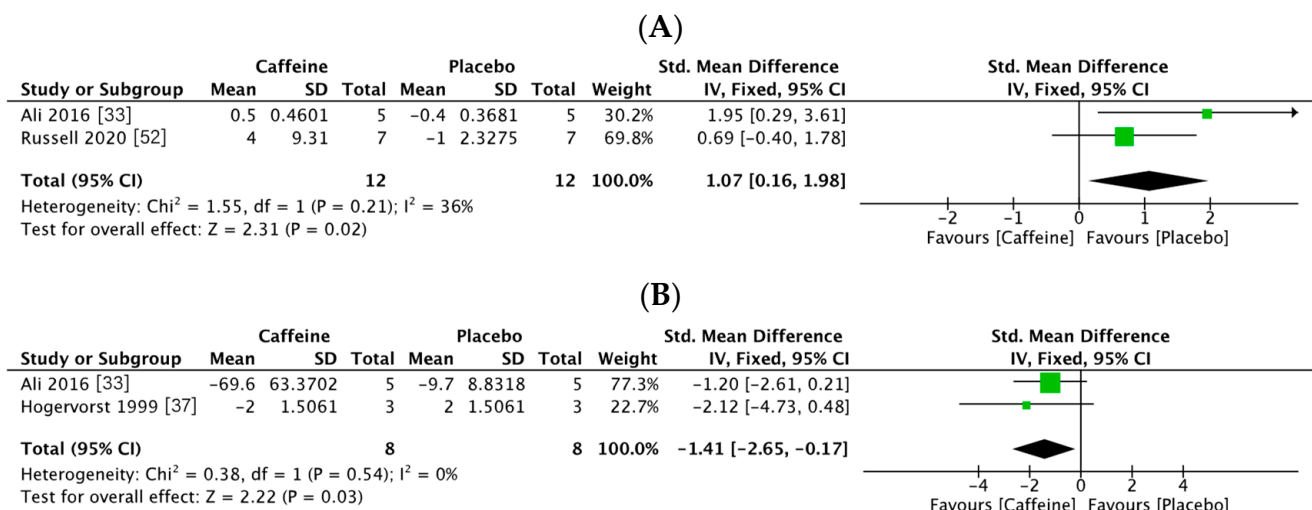 (A)
Caffeine Placebo Std. Mean Difference Std. Mean Difference
Study or Subgroup Mean SD Total Mean SD Total Weight IV, Fixed, 95% CI IV, Fixed, 95% CI
Ali 2016 [33] 0.5 0.4601 5 -0.4 0.3681 5 30.2% 1.95 [0.29, 3.61]
Russell 2020 [52] 4 9.31 7 -1 2.3275 7 69.8% 0.69 [-0.40, 1.78]
Total (95% CI) 12 12 100.0% 1.07 [0.16, 1.98]
Heterogeneity: Chi² = 1.55, df = 1 (P = 0.21); I² = 36%
Test for overall effect: Z = 2.31 (P = 0.02)
-2 -1 0 1 2
Favours [Caffeine] Favours [Placebo]
(B)
Caffeine Placebo Std. Mean Difference Std. Mean Difference
Study or Subgroup Mean SD Total Mean SD Total Weight IV, Fixed, 95% CI IV, Fixed, 95% CI
Ali 2016 [33] -69.6 63.3702 5 -9.7 8.8318 5 77.3% -1.20 [-2.61, 0.21]
Hogervorst 1999 [37] -2 1.5061 3 2 1.5061 3 22.7% -2.12 [-4.73, 0.48]
Total (95% CI) 8 8 100.0% -1.41 [-2.65, -0.17]
Heterogeneity: Chi² = 0.38, df = 1 (P = 0.54); I² = 0%
Test for overall effect: Z = 2.22 (P = 0.03)
-4 -2 0 2 4
Favours [Caffeine] Favours [Placebo]